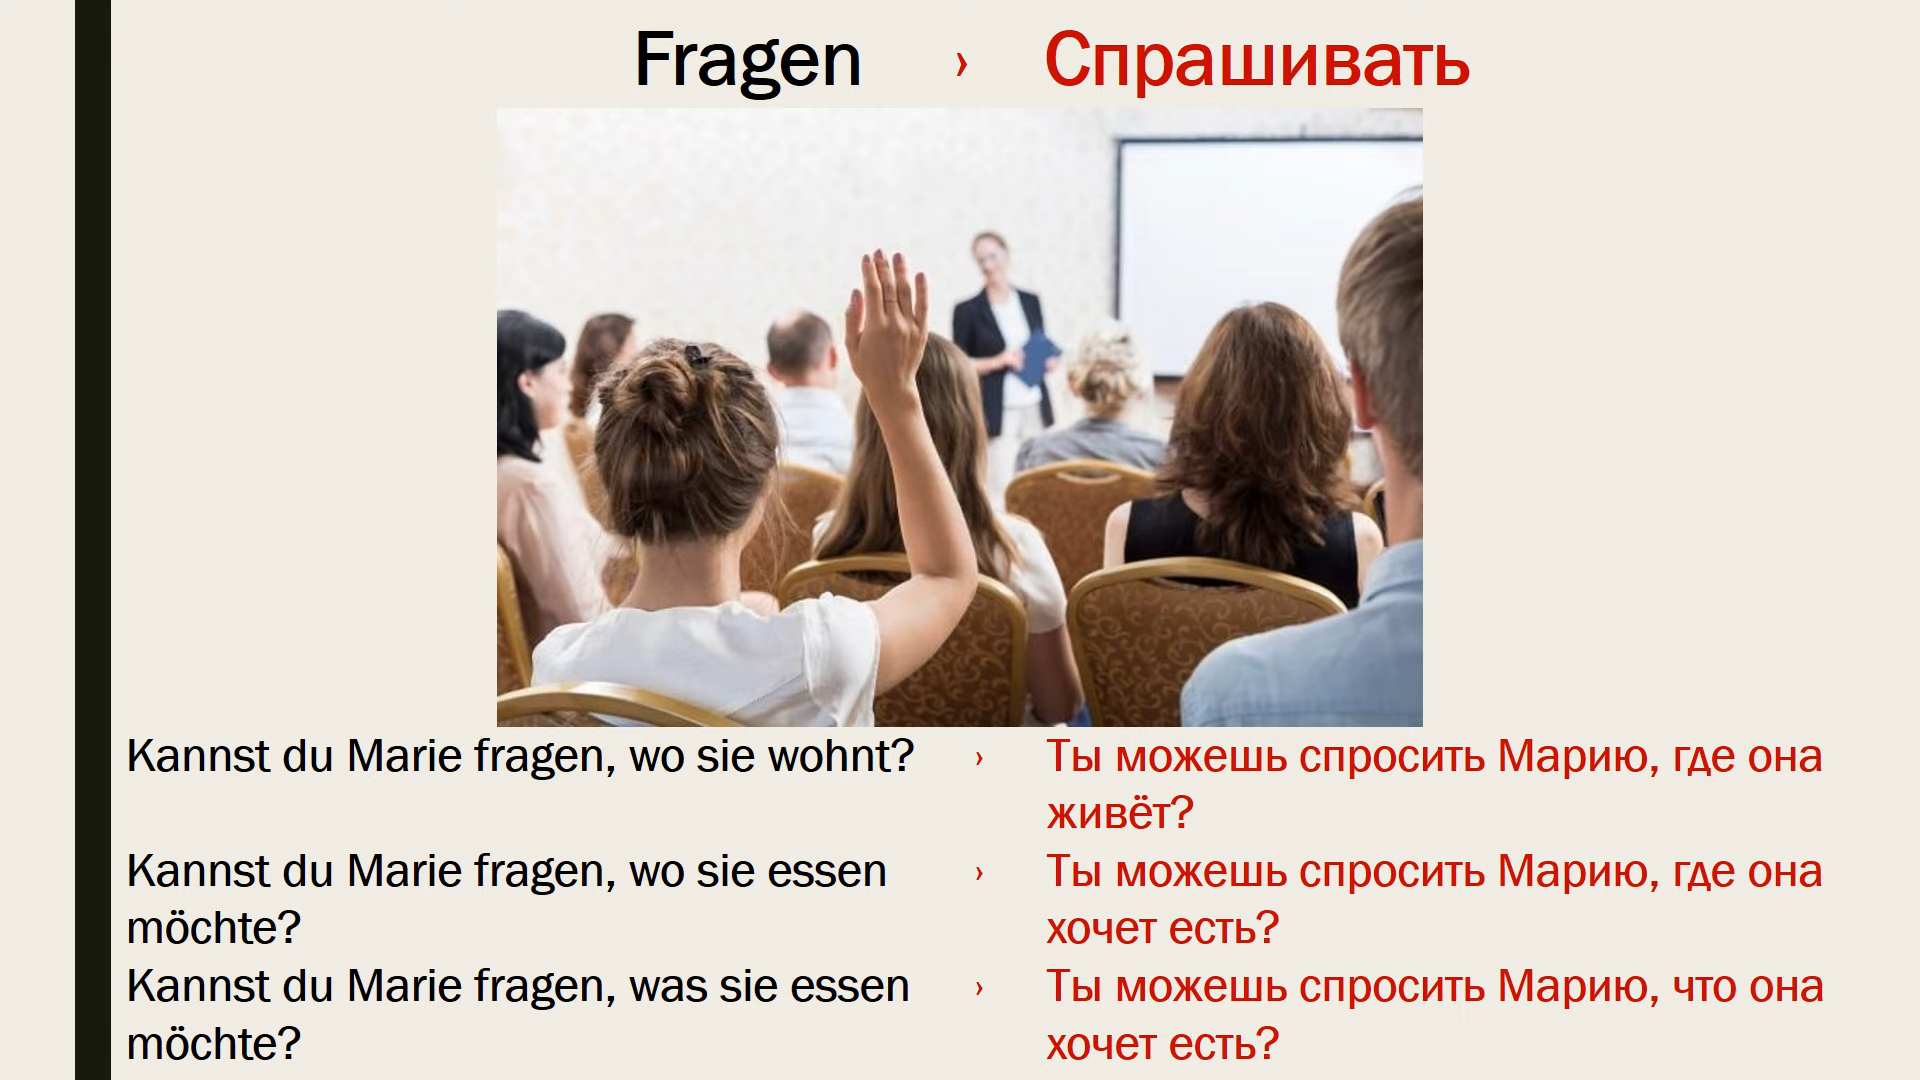 Fragen › Спрашивать
Kannst du Marie fragen, wo sie wohnt? › Ты можешь спросить Марию, где она
живёт?
Kannst du Marie fragen, wo sie essen › Ты можешь спросить Марию, где она
möchte? хочет есть?
Kannst du Marie fragen, was sie essen › Ты можешь спросить Марию, что она
möchte? хочет есть?